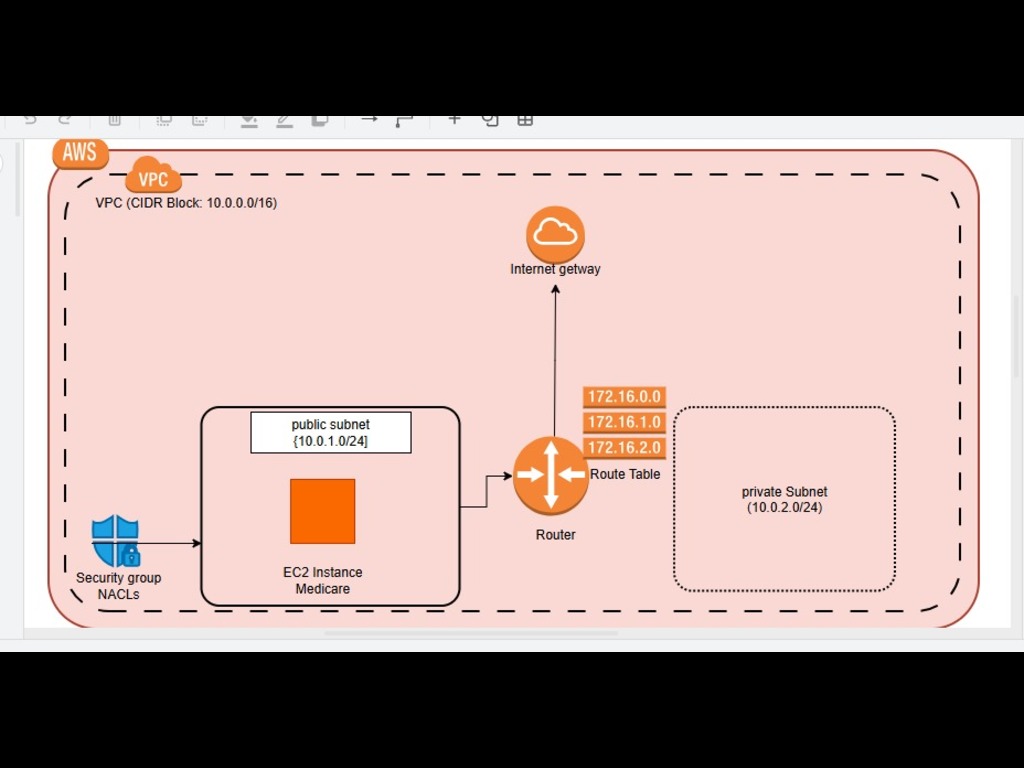 AWS
VPC
VPC (CIDR Block: 10.0.0.0/16)
Internet getway
172.16.0.0
172.16.1.0
172.16.2.0
Route Table
Router
public subnet
{10.0.1.0/24]
EC2 Instance
Medicare
Security group
NACLs
private Subnet
(10.0.2.0/24)